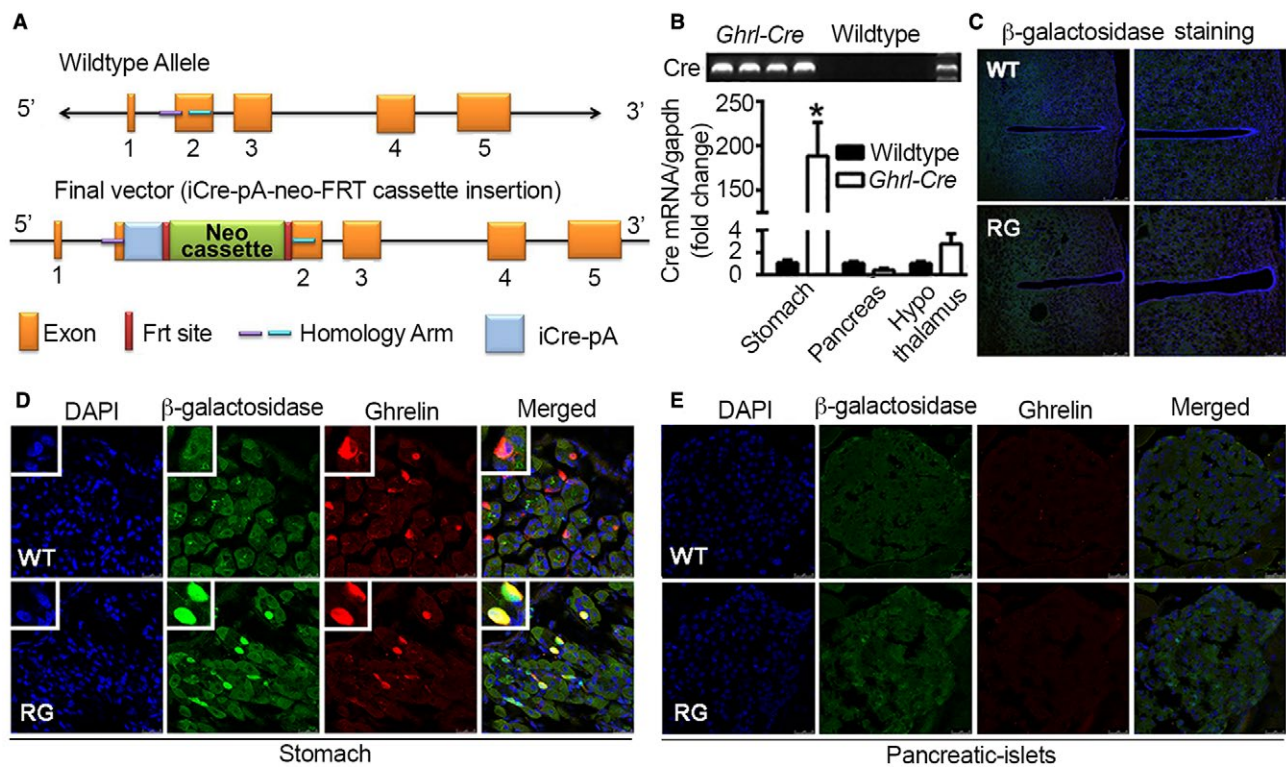 A
Wildtype Allele
5’
3’
1
2
3
4
5
Final vector (iCre-pA-neo-FRT cassette insertion)
5’
3’
Neo
cassette
1
2
3
4
5
Exon
Frt site
Homology Arm
iCre-pA
B
Ghrl-Cre
Wildtype
Cre
Cre mRNA/gapdh
(fold change)
250
200
150
4
2
0
*
Wildtype
Ghrl-Cre
Stomach
Pancreas
Hypo
thalamus
C
β-galactosidase staining
WT
RG
D
DAPI
β-galactosidase
Ghrelin
Merged
WT
RG
Stomach
E
DAPI
β-galactosidase
Ghrelin
Merged
WT
RG
Pancreatic-islets